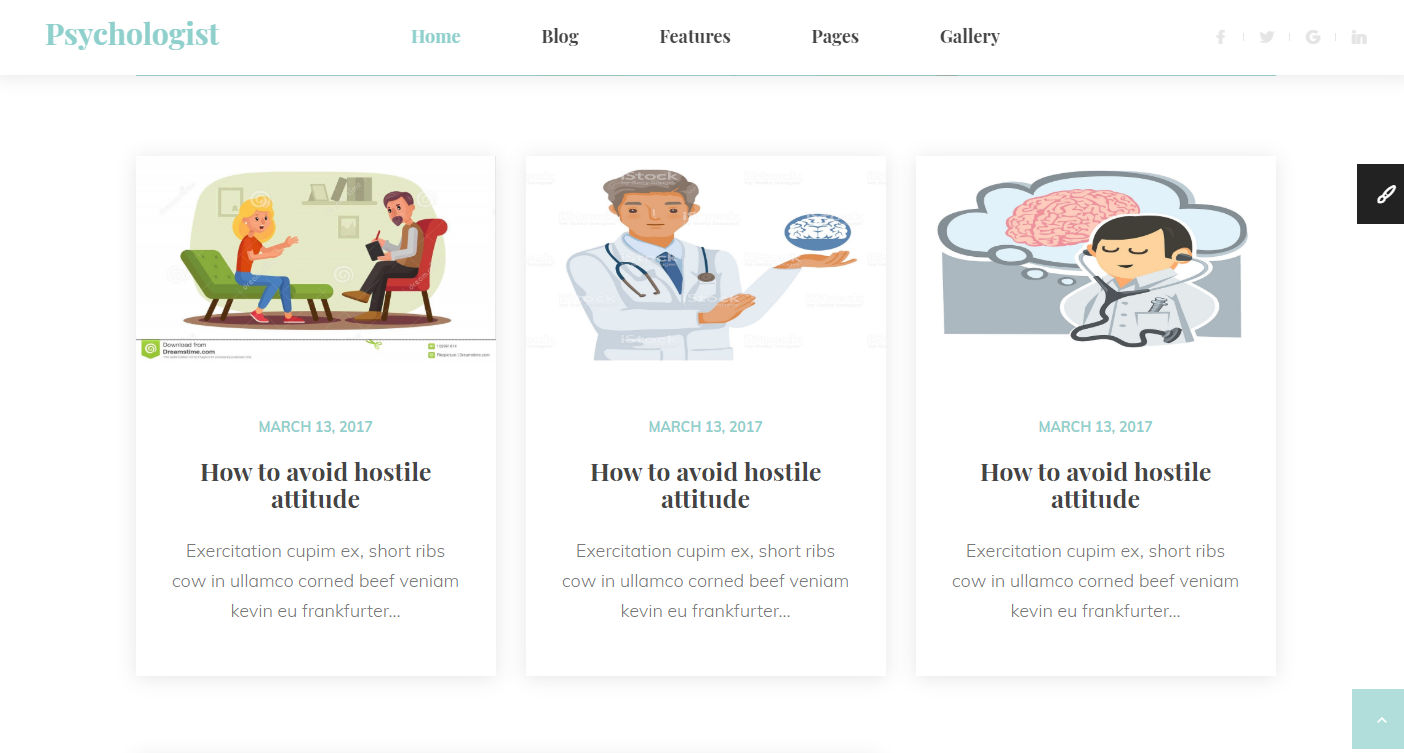 Psychologist
Home Blog Features Pages Gallery
iStock
iStock
iStock
iStock
Download from
Dreamstime.com
MARCH 13, 2017
How to avoid hostile
attitude
Exercitation cupim ex, short ribs
cow in ullamco corned beef veniam
kevin eu frankfurter...
MARCH 13, 2017
How to avoid hostile
attitude
Exercitation cupim ex, short ribs
cow in ullamco corned beef veniam
kevin eu frankfurter...
MARCH 13, 2017
How to avoid hostile
attitude
Exercitation cupim ex, short ribs
cow in ullamco corned beef veniam
kevin eu frankfurter...